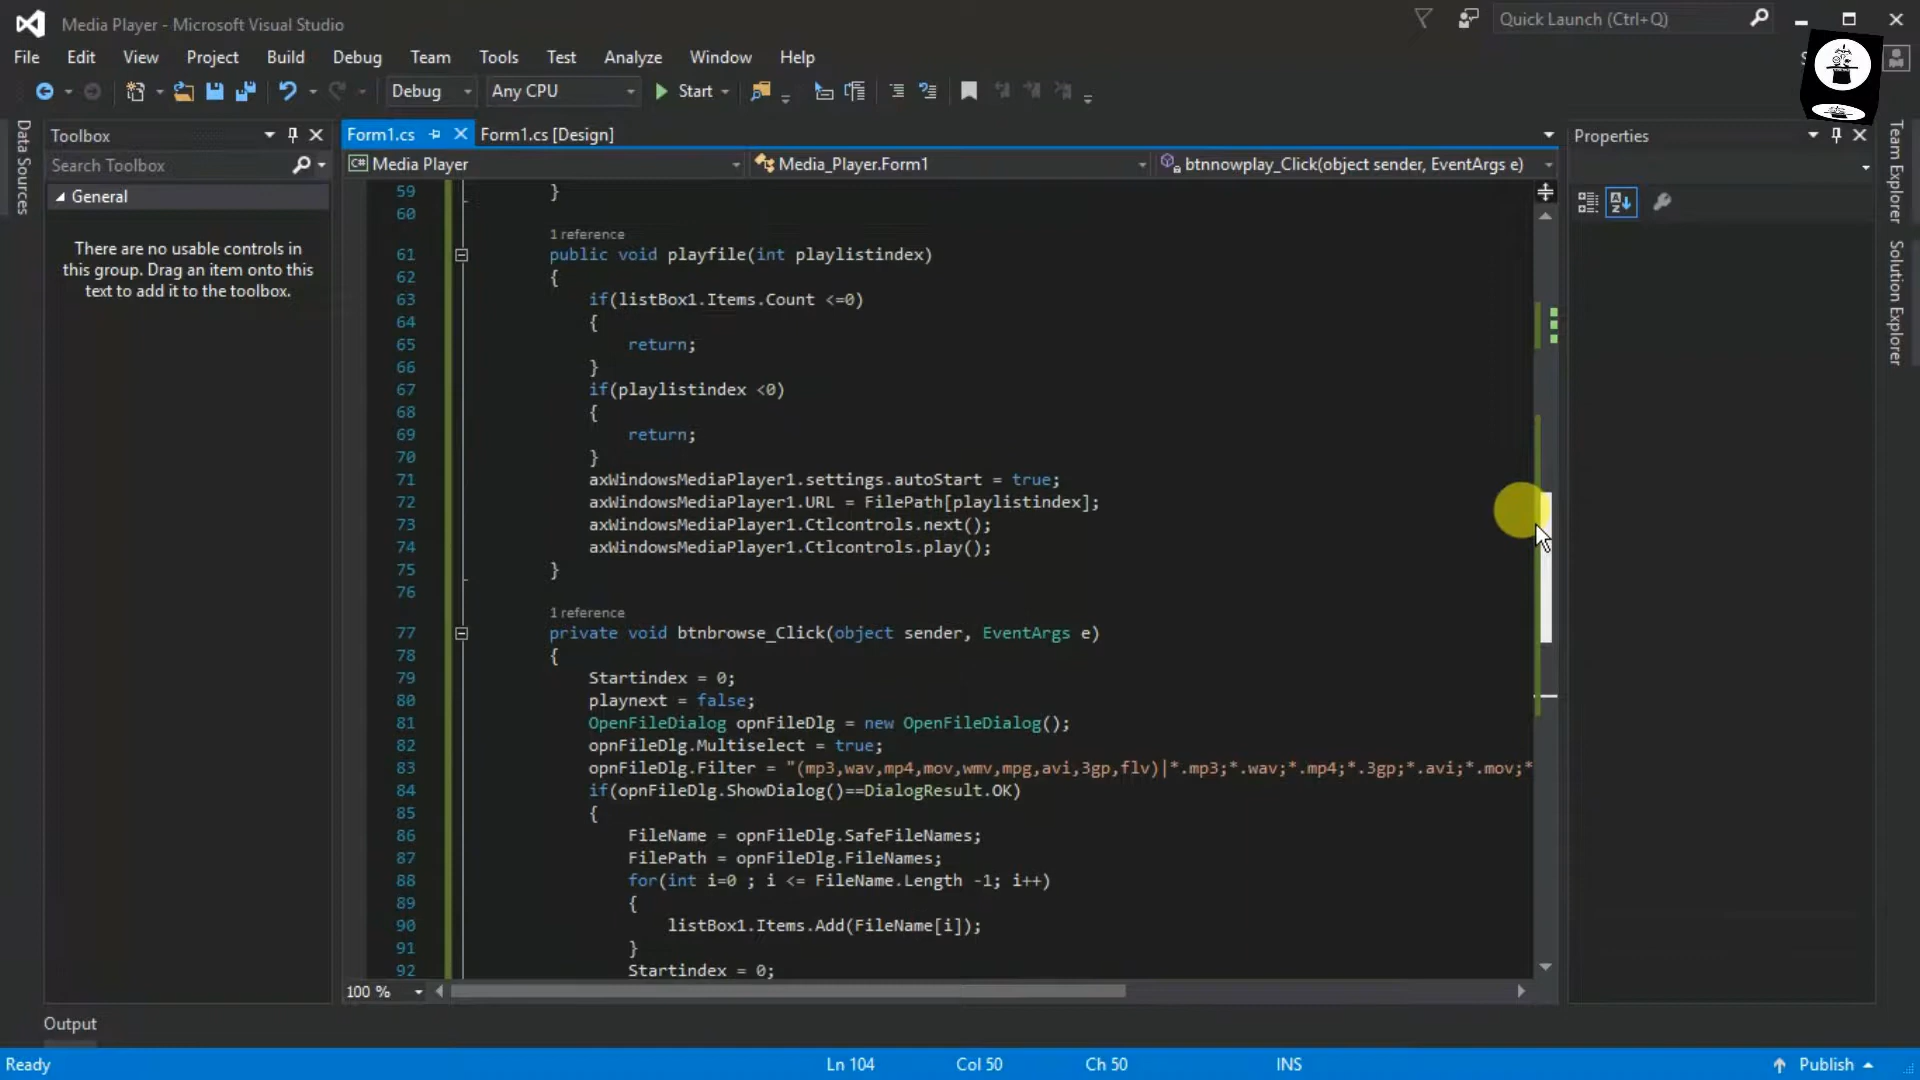 Media Player - Microsoft Visual Studio
Quick Launch (Ctrl+Q)
File Edit View Project Build Debug Team Tools Test Analyze Window Help
Debug Any CPU Start
Data Sources
Toolbox
Search Toolbox
General
There are no usable controls in
this group. Drag an item onto this
text to add it to the toolbox.
Form1.cs Form1.cs [Design]
C# Media Player Media_Player.Form1 btnnowplay_Click(object sender, EventArgs e)
59 }
60
1 reference
61 public void playfile(int playlistindex)
62 {
63 if(listBox1.Items.Count <=0)
64 {
65 return;
66 }
67 if(playlistindex <0)
68 {
69 return;
70 }
71 axWindowsMediaPlayer1.settings.autoStart = true;
72 axWindowsMediaPlayer1.URL = FilePath[playlistindex];
73 axWindowsMediaPlayer1.Ctlcontrols.next();
74 axWindowsMediaPlayer1.Ctlcontrols.play();
75 }
76
1 reference
77 private void btnbrowse_Click(object sender, EventArgs e)
78 {
79 Startindex = 0;
80 playnext = false;
81 OpenFileDialog opnFileDlg = new OpenFileDialog();
82 opnFileDlg.Multiselect = true;
83 opnFileDlg.Filter = "(mp3,wav,mp4,mov,wmv,mpg,avi,3gp,flv)|*.mp3;*.wav;*.mp4;*.3gp;*.avi;*.mov;*
84 if(opnFileDlg.ShowDialog()==DialogResult.OK)
85 {
86 FileName = opnFileDlg.SafeFileNames;
87 FilePath = opnFileDlg.FileNames;
88 for(int i=0 ; i <= FileName.Length -1; i++)
89 {
90 listBox1.Items.Add(FileName[i]);
91 }
92 Startindex = 0;
100 %
Properties
Team Explorer
Solution Explorer
Output
Ready Ln 104 Col 50 Ch 50 INS Publish